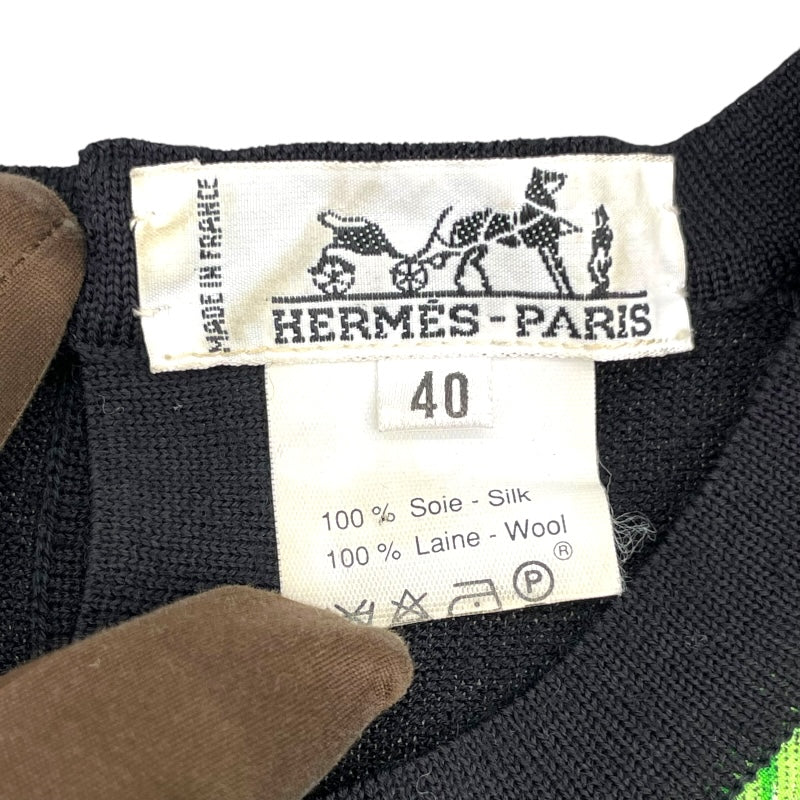 MADE IN FRANCE
HERMÈS-PARIS
40
100 % Soie - Silk
100 % Laine - Wool
®
P